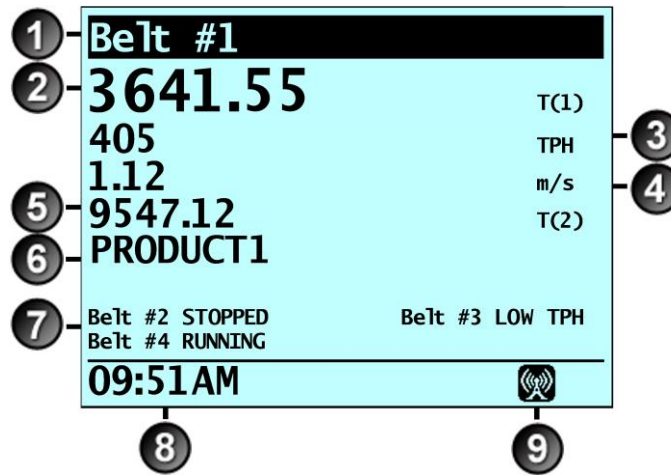 1 Belt #1
2 3641.55 T(1)
405 TPH 3
1.12 m/s 4
5 9547.12 T(2)
6 PRODUCT1
7 Belt #2 STOPPED Belt #3 LOW TPH
Belt #4 RUNNING
09:51AM
8 9